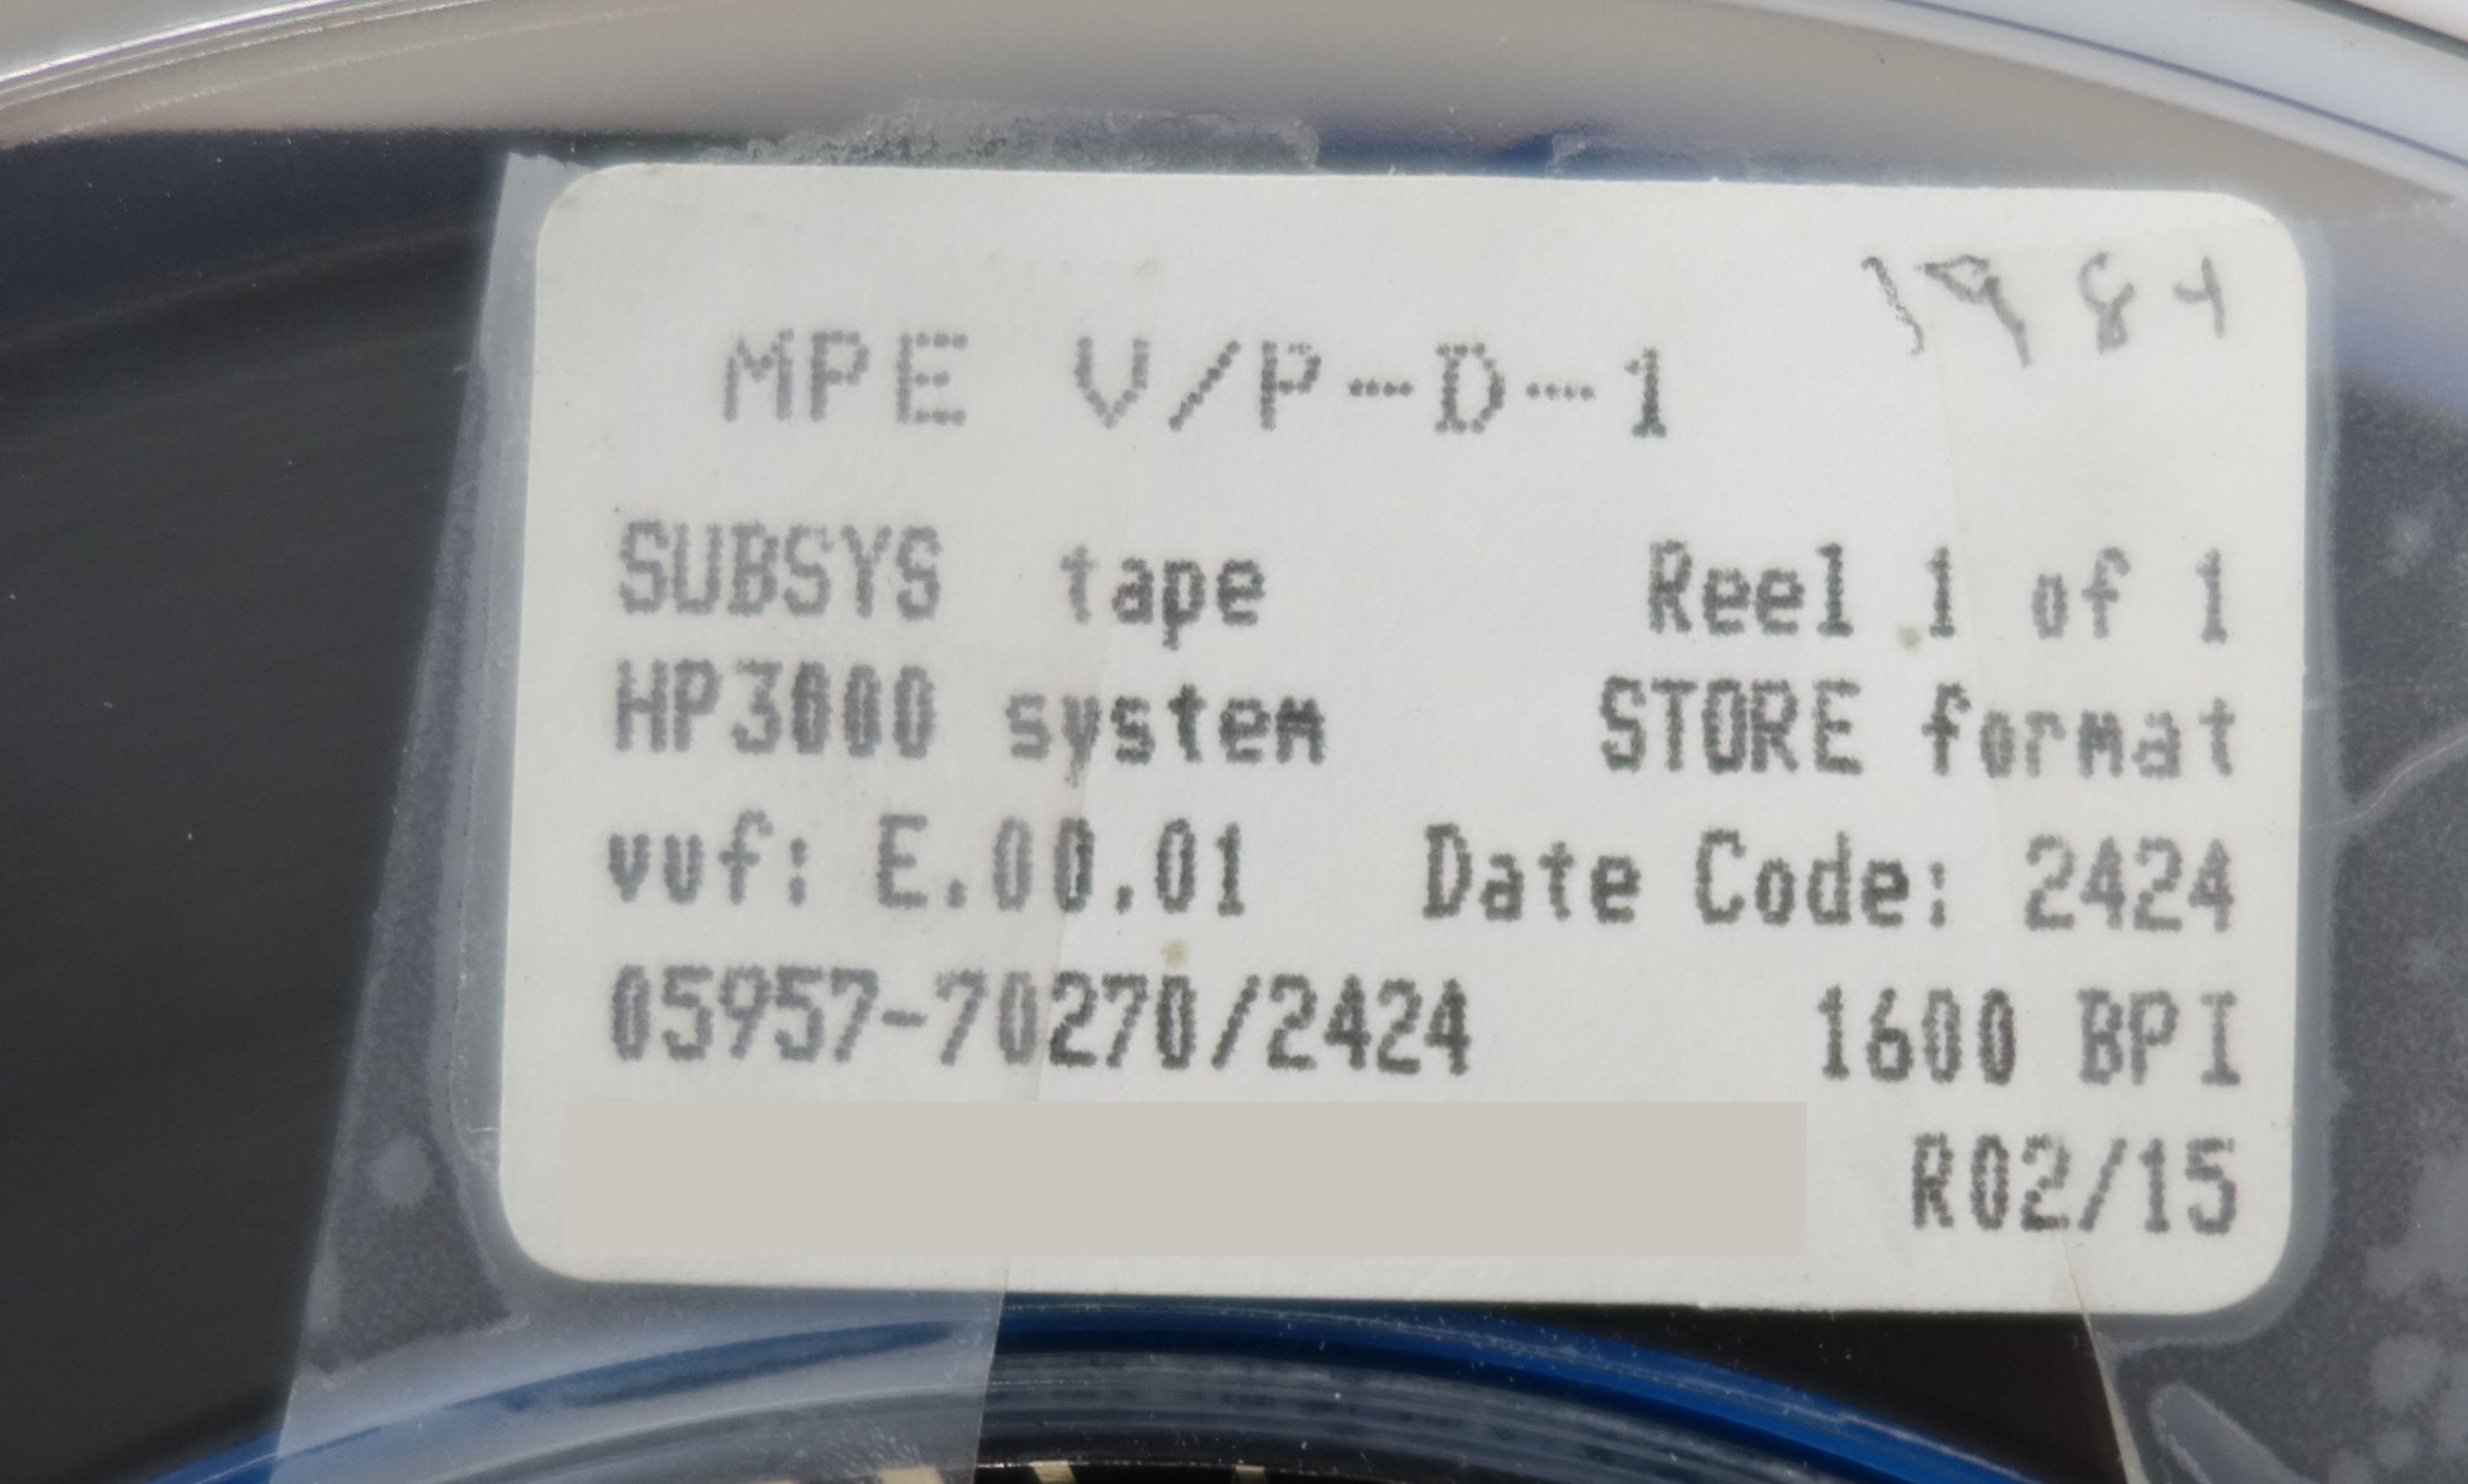 1984
MPE V/P-D-1
SUBSYS tape Reel 1 of 1
HP3000 system STORE format
vuf: E.00.01 Date Code: 2424
05957-70270/2424 1600 BPI
R02/15